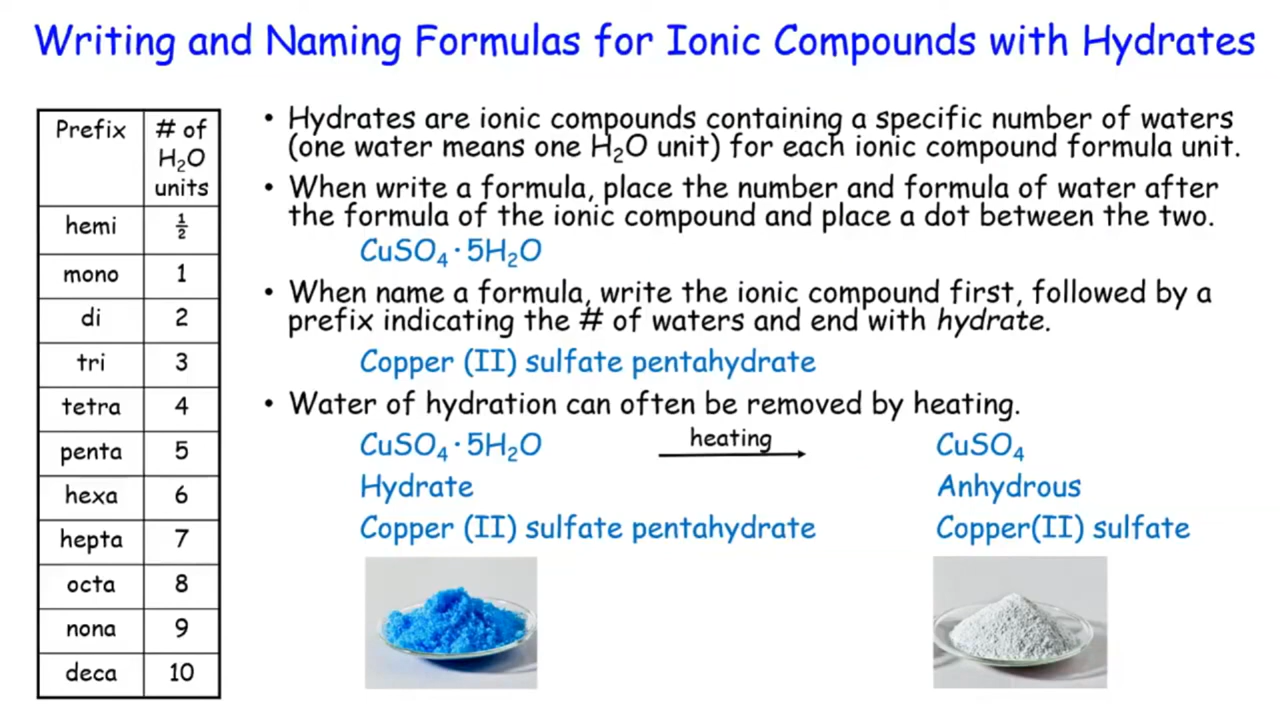 Writing and Naming Formulas for Ionic Compounds with Hydrates
Prefix # of H₂O units
hemi ½
mono 1
di 2
tri 3
tetra 4
penta 5
hexa 6
hepta 7
octa 8
nona 9
deca 10
• Hydrates are ionic compounds containing a specific number of waters
(one water means one H₂O unit) for each ionic compound formula unit.
• When write a formula, place the number and formula of water after
the formula of the ionic compound and place a dot between the two.
CuSO₄ · 5H₂O
• When name a formula, write the ionic compound first, followed by a
prefix indicating the # of waters and end with hydrate.
Copper (II) sulfate pentahydrate
• Water of hydration can often be removed by heating.
CuSO₄ · 5H₂O heating CuSO₄
Hydrate Anhydrous
Copper (II) sulfate pentahydrate Copper(II) sulfate